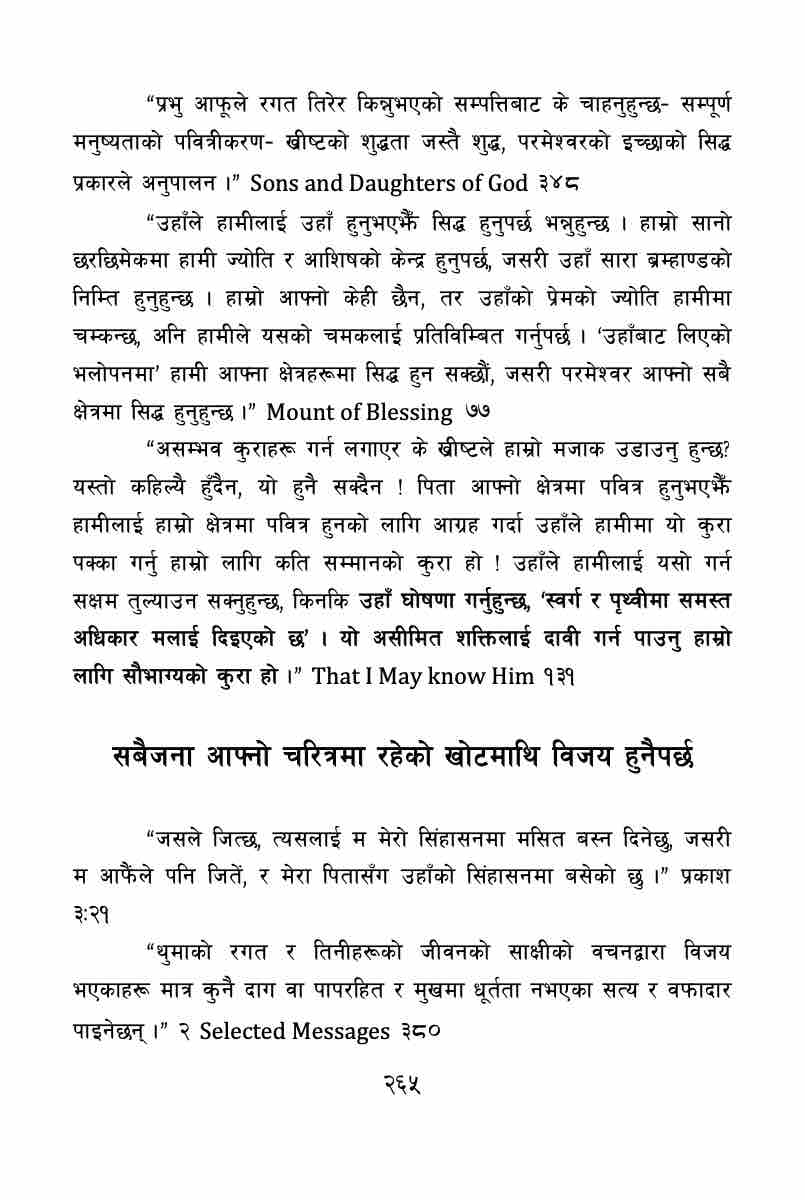 “प्रभु आफूले रगत तिरेर किन्नुभएको सम्पत्तिबाट के चाहनुहुन्छ- सम्पूर्ण
मनुष्यताको पवित्रीकरण- ख्रीष्टको शुद्धता जस्तै शुद्ध, परमेश्वरको इच्छाको सिद्ध
प्रकारले अनुपालन ।” Sons and Daughters of God ३४८
“उहाँले हामीलाई उहाँ हुनुभएझैँ सिद्ध हुनुपर्छ भन्नुहुन्छ । हाम्रो सानो
छरछिमेकमा हामी ज्योति र आशिषको केन्द्र हुनुपर्छ, जसरी उहाँ सारा ब्रम्हाण्डको
निम्ति हुनुहुन्छ । हाम्रो आफ्नो केही छैन, तर उहाँको प्रेमको ज्योति हामीमा
चम्कन्छ, अनि हामीले यसको चमकलाई प्रतिविम्बित गर्नुपर्छ । ‘उहाँबाट लिएको
भलोपनमा’ हामी आफ्ना क्षेत्रहरूमा सिद्ध हुन सक्छौं, जसरी परमेश्वर आफ्नो सबै
क्षेत्रमा सिद्ध हुनुहुन्छ ।” Mount of Blessing ७७
“असम्भव कुराहरू गर्न लगाएर के ख्रीष्टले हाम्रो मजाक उडाउनु हुन्छ?
यस्तो कहिल्यै हुँदैन, यो हुनै सक्दैन ! पिता आफ्नो क्षेत्रमा पवित्र हुनुभएझैँ
हामीलाई हाम्रो क्षेत्रमा पवित्र हुनको लागि आग्रह गर्दा उहाँले हामीमा यो कुरा
पक्का गर्नु हाम्रो लागि कति सम्मानको कुरा हो ! उहाँले हामीलाई यसो गर्न
सक्षम तुल्याउन सक्नुहुन्छ, किनकि उहाँ घोषणा गर्नुहुन्छ, ‘स्वर्ग र पृथ्वीमा समस्त
अधिकार मलाई दिइएको छ’ । यो असीमित शक्तिलाई दावी गर्न पाउनु हाम्रो
लागि सौभाग्यको कुरा हो ।” That I May know Him १३१
सबैजना आफ्नो चरित्रमा रहेको खोटमाथि विजय हुनैपर्छ
“जसले जित्छ, त्यसलाई म मेरो सिंहासनमा मसित बस्न दिनेछु, जसरी
म आफैंले पनि जितें, र मेरा पितासँग उहाँको सिंहासनमा बसेको छु ।” प्रकाश
३:२१
“थुमाको रगत र तिनीहरूको जीवनको साक्षीको वचनद्वारा विजय
भएकाहरू मात्र कुनै दाग वा पापरहित र मुखमा धूर्तता नभएका सत्य र वफादार
पाइनेछन् ।” २ Selected Messages ३८०
२६५